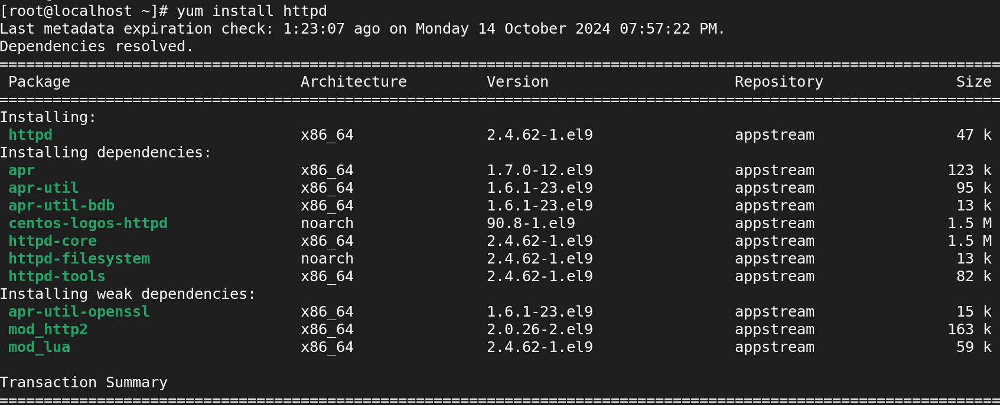 [root@localhost ~]# yum install httpd
Last metadata expiration check: 1:23:07 ago on Monday 14 October 2024 07:57:22 PM.
Dependencies resolved.
=================================================================================================================
 Package                          Architecture         Version                     Repository               Size
=================================================================================================================
Installing:
 httpd                            x86_64               2.4.62-1.el9                appstream                47 k
Installing dependencies:
 apr                              x86_64               1.7.0-12.el9                appstream               123 k
 apr-util                         x86_64               1.6.1-23.el9                appstream                95 k
 apr-util-bdb                     x86_64               1.6.1-23.el9                appstream                13 k
 centos-logos-httpd               noarch               90.8-1.el9                  appstream               1.5 M
 httpd-core                       x86_64               2.4.62-1.el9                appstream               1.5 M
 httpd-filesystem                 noarch               2.4.62-1.el9                appstream                13 k
 httpd-tools                      x86_64               2.4.62-1.el9                appstream                82 k
Installing weak dependencies:
 apr-util-openssl                 x86_64               1.6.1-23.el9                appstream                15 k
 mod_http2                        x86_64               2.0.26-2.el9                appstream               163 k
 mod_lua                          x86_64               2.4.62-1.el9                appstream                59 k

Transaction Summary
=================================================================================================================